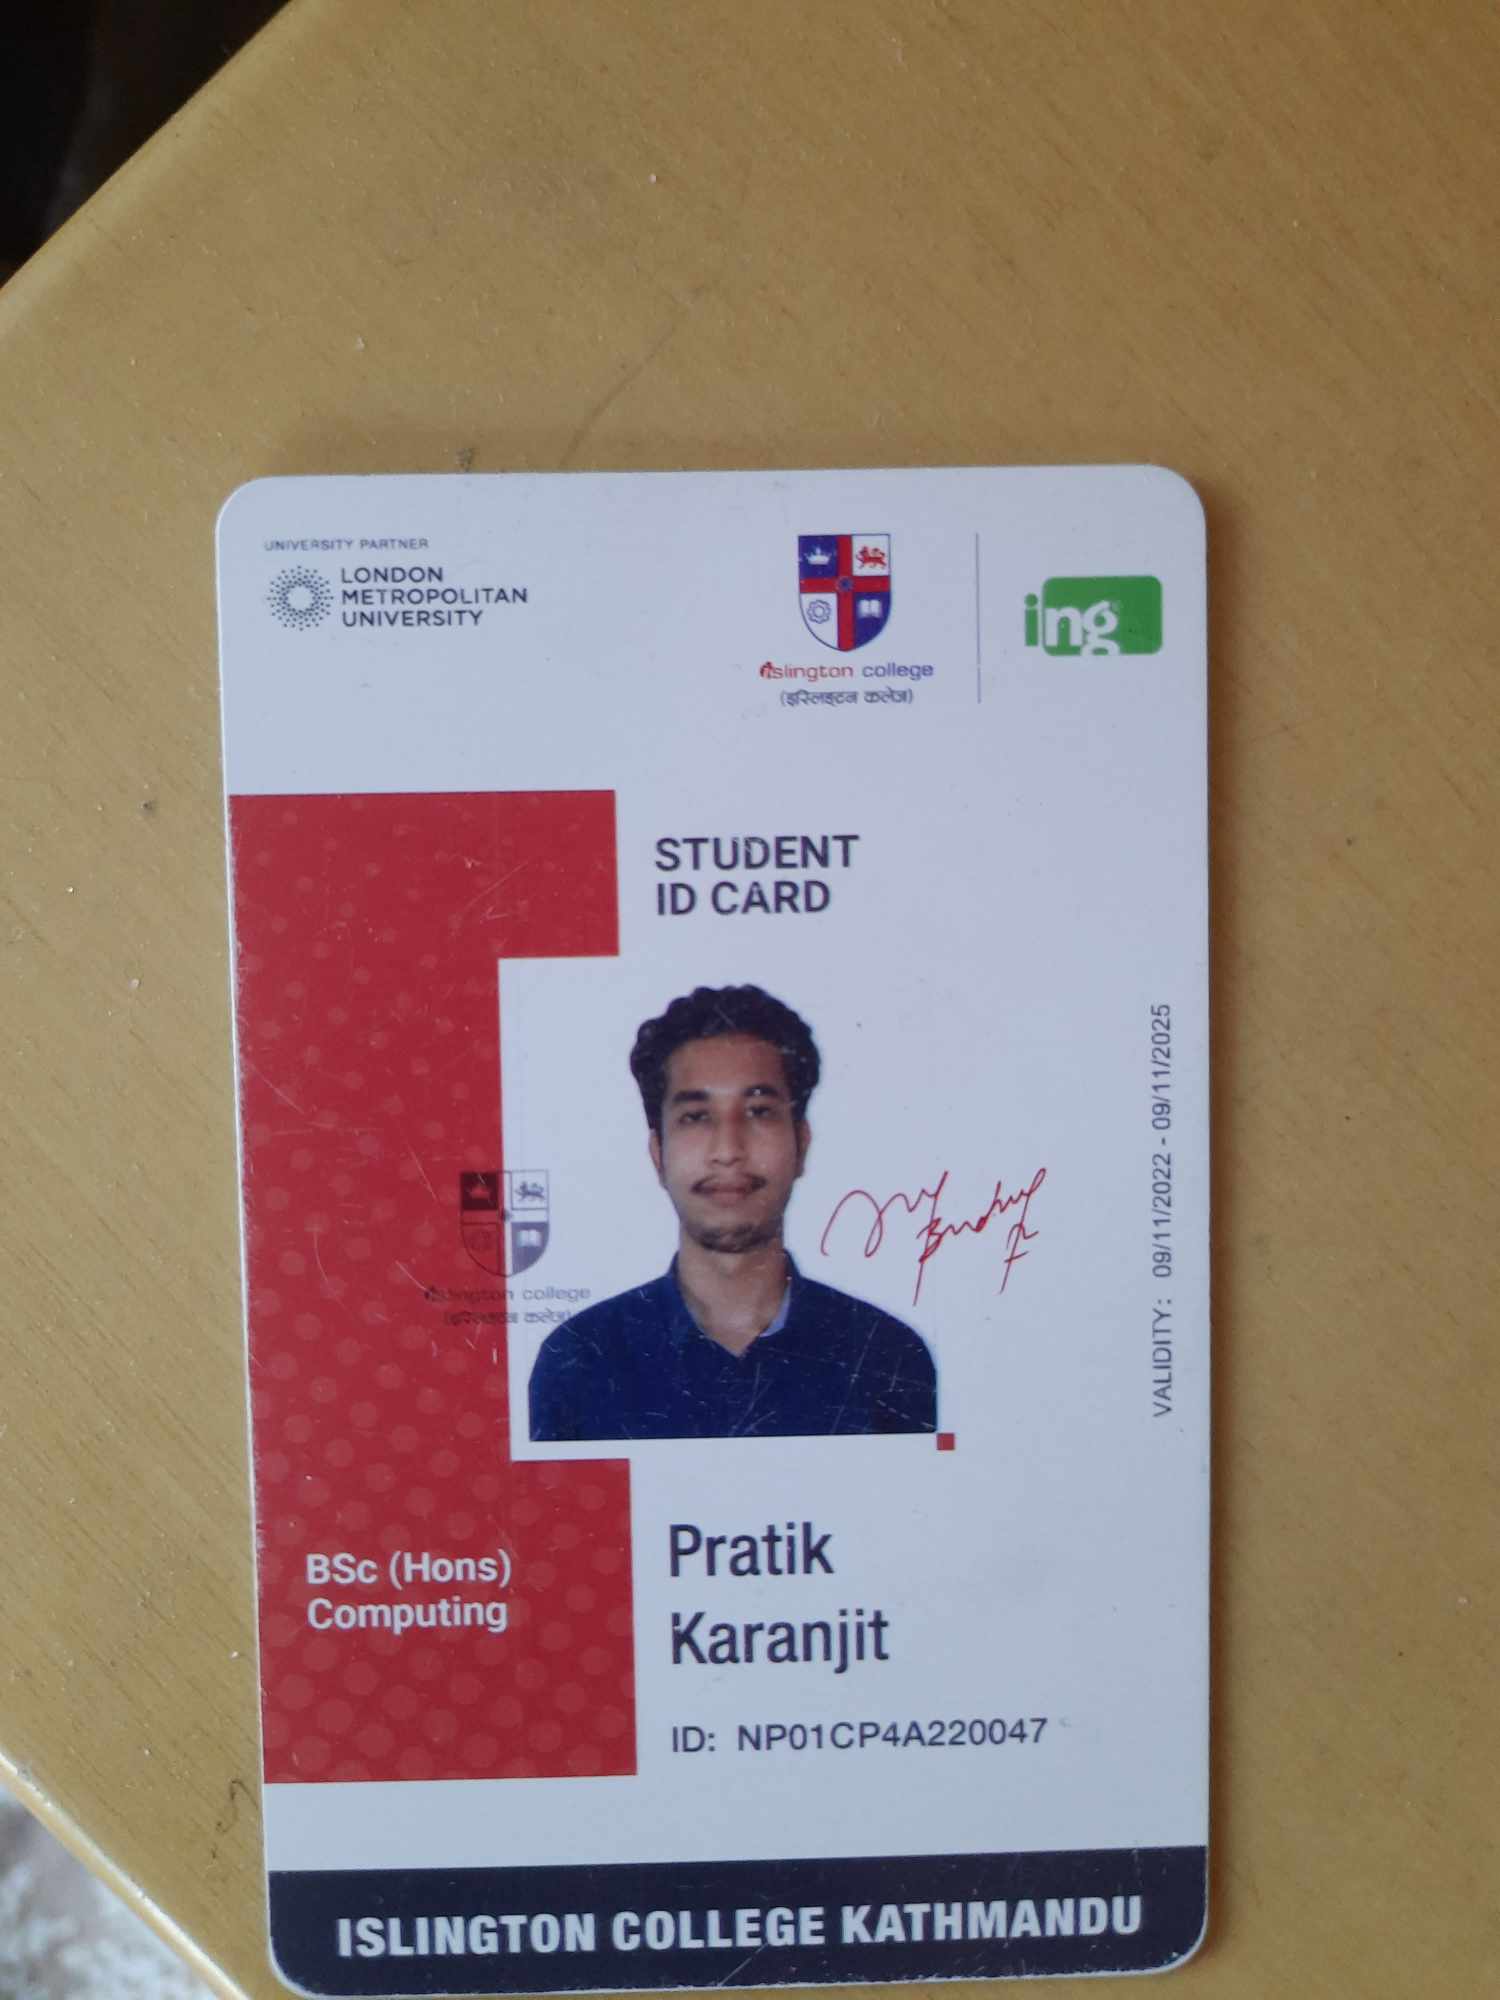 UNIVERSITY PARTNER
LONDON
METROPOLITAN
UNIVERSITY
islington college
(इस्लिङ्टन कलेज)
ing
STUDENT
ID CARD
islington college
(इस्लिङ्टन कलेज)
VALIDITY: 09/11/2022 - 09/11/2025
BSc (Hons)
Computing
Pratik
Karanjit
ID: NP01CP4A220047
ISLINGTON COLLEGE KATHMANDU